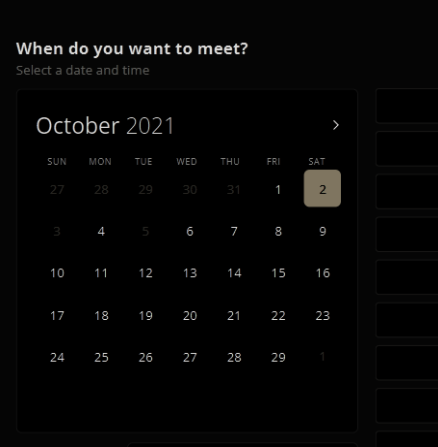 When do you want to meet?
Select a date and time
October 2021
SUN MON TUE WED THU FRI SAT
27 28 29 30 31 1 2
3 4 5 6 7 8 9
10 11 12 13 14 15 16
17 18 19 20 21 22 23
24 25 26 27 28 29 1